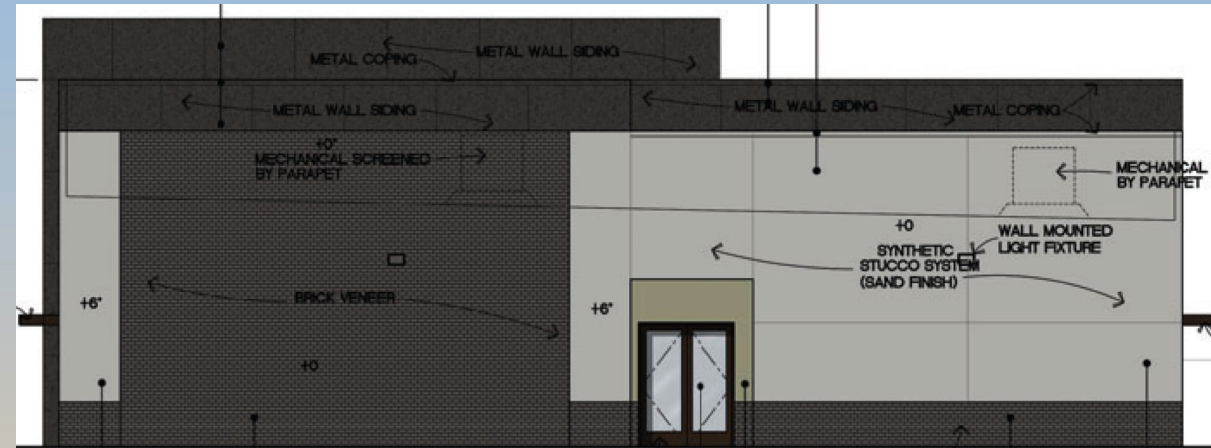 METAL WALL SIDING
METAL COPING
METAL WALL SIDING
METAL WALL SIDING
METAL COPING
+0"
MECHANICAL SCREENED
BY PARAPET
MECHANICAL
BY PARAPET
+0
WALL MOUNTED
LIGHT FIXTURE
SYNTHETIC
STUCCO SYSTEM
(SAND FINISH)
+6"
BRICK VENEER
+6"
+0